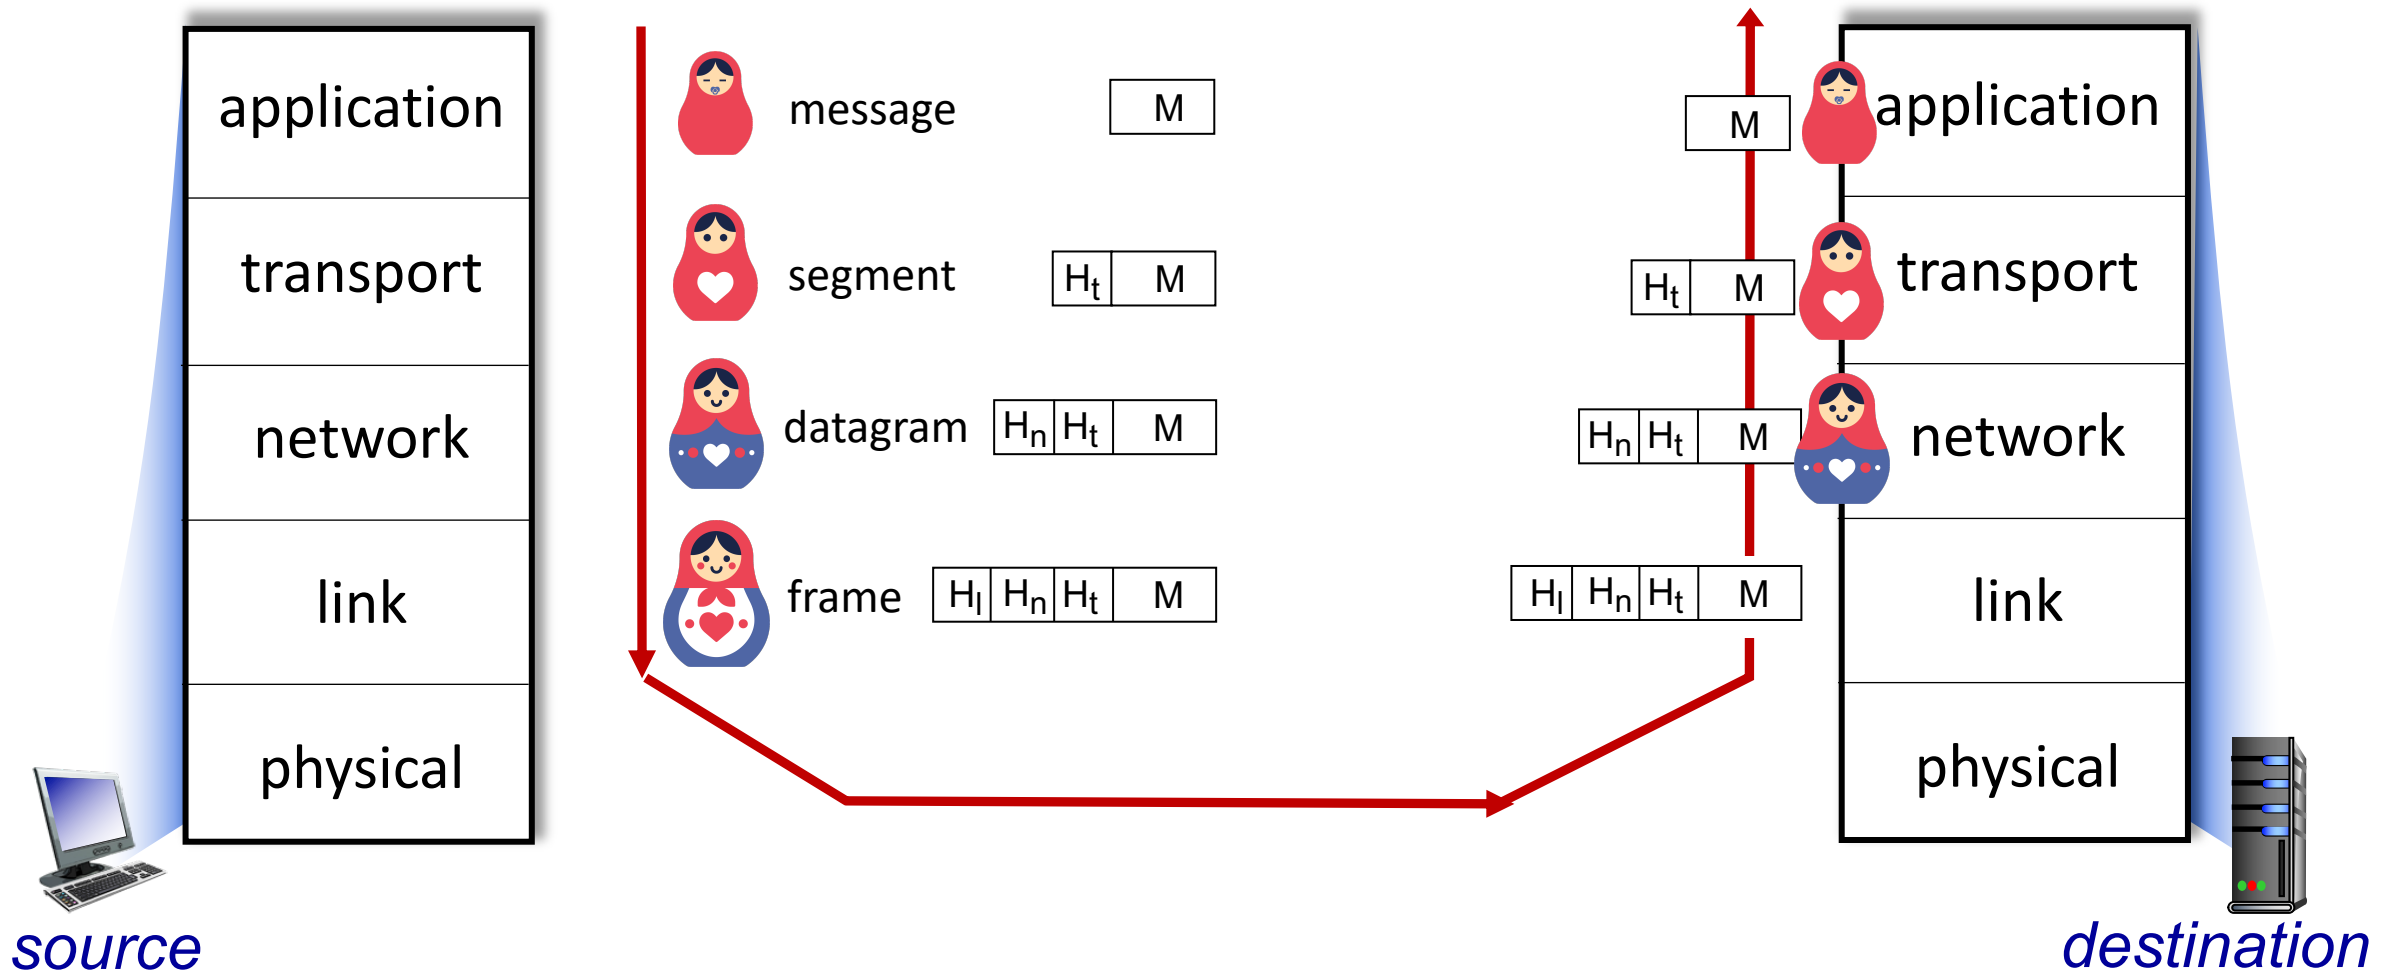 application
transport
network
link
physical
source
message M
segment Ht M
datagram Hn Ht M
frame Hl Hn Ht M
M
Ht M
Hn Ht M
Hl Hn Ht M
application
transport
network
link
physical
destination